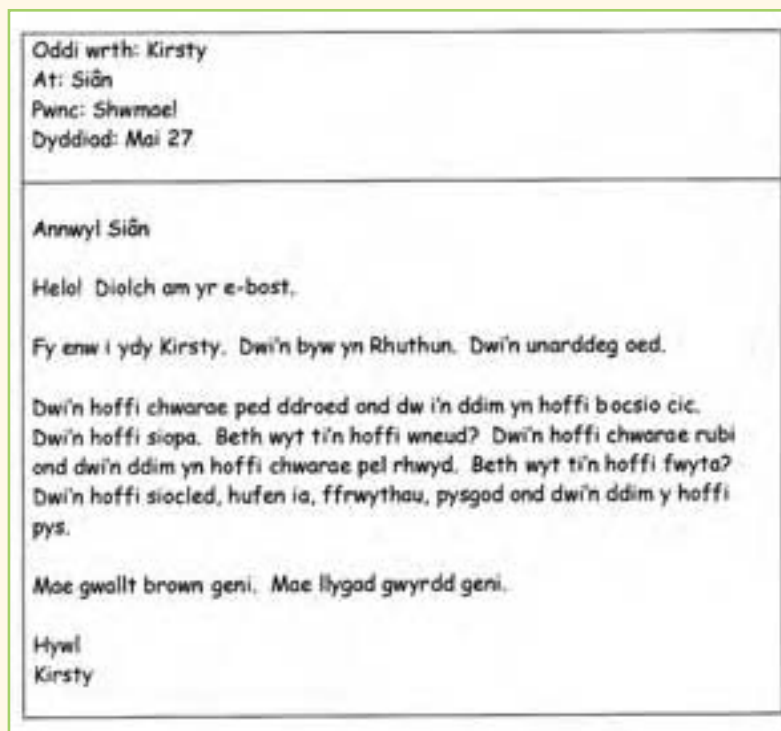 Oddi wrth: Kirsty
At: Siân
Pwnc: Shwmae!
Dyddiad: Mai 27
Annwyl Siân
Helo! Diolch am yr e-bost.
Fy enw i ydy Kirsty. Dwi'n byw yn Rhuthun. Dwi'n unarddeg oed.
Dwi'n hoffi chwarae ped ddroed ond dw i'n ddim yn hoffi bocsio cic.
Dwi'n hoffi siopa. Beth wyt ti'n hoffi wneud? Dwi'n hoffi chwarae rubi
ond dwi'n ddim yn hoffi chwarae pel rhwyd. Beth wyt ti'n hoffi fwyta?
Dwi'n hoffi siocled, hufen ia, ffrwythau, pysgod ond dwi'n ddim y hoffi
pys.
Mae gwallt brown geni. Mae llygad gwyrdd geni.
Hywl
Kirsty